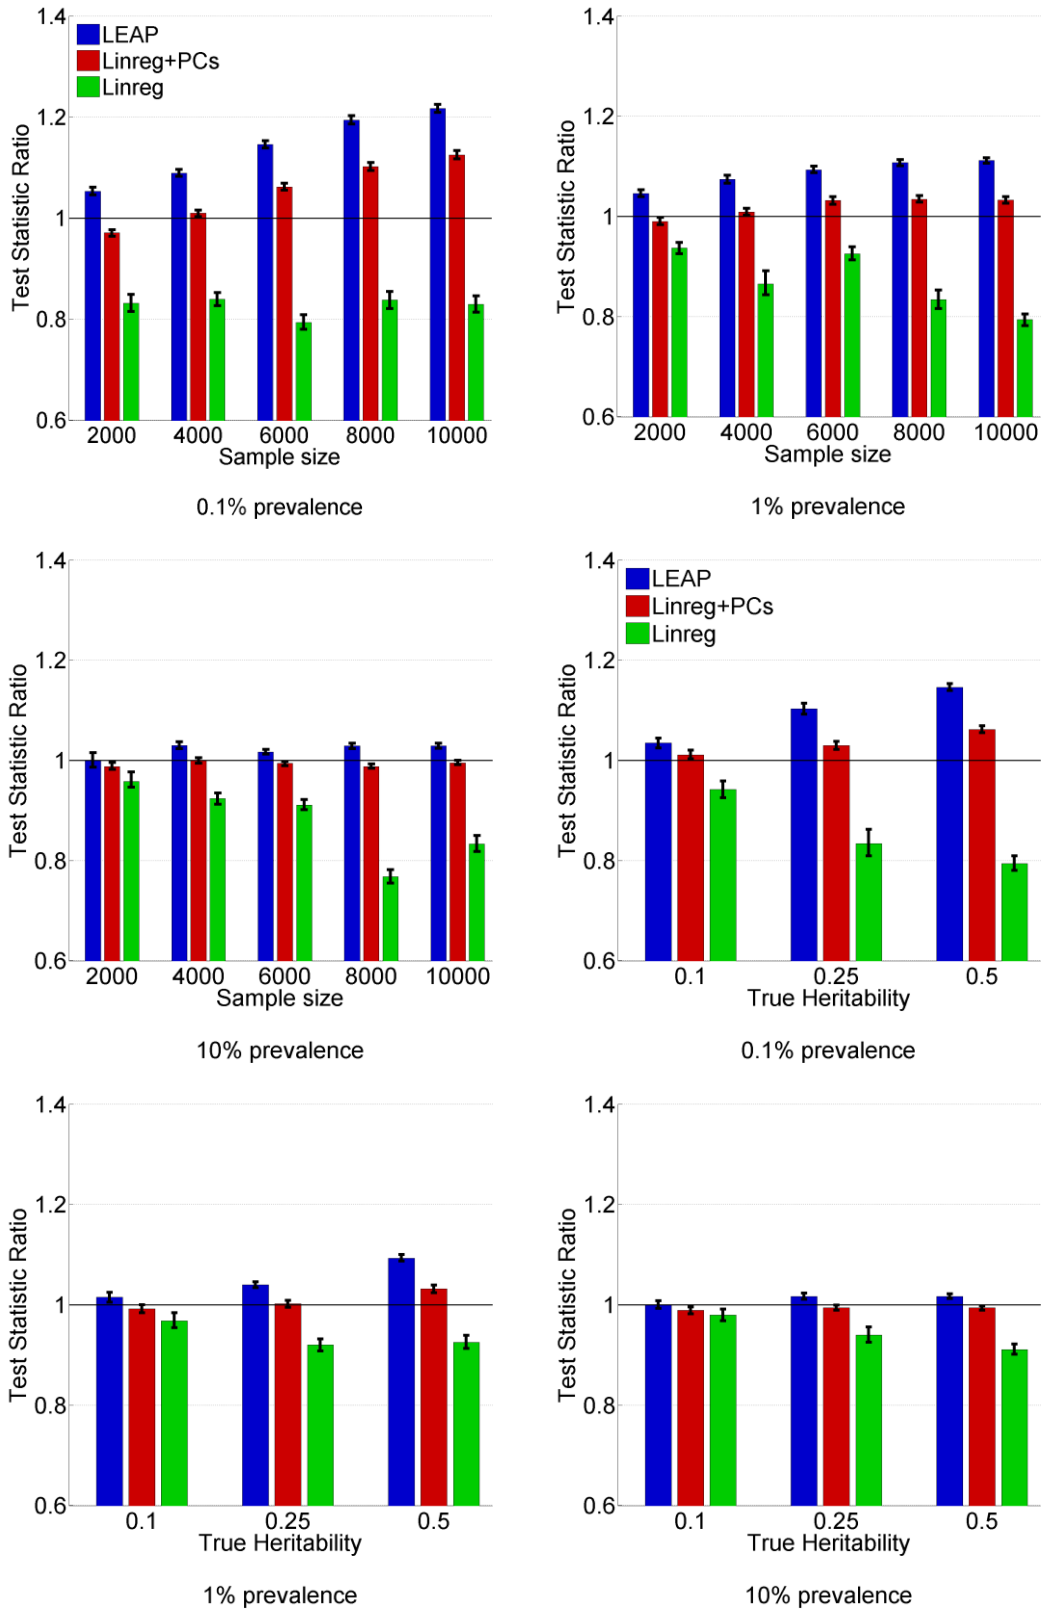 1.4
LEAP
Linreg+PCs
Linreg
1.2
1
0.8
0.6
Test Statistic Ratio
2000 4000 6000 8000 10000
Sample size
0.1% prevalence
1.4
1.2
1
0.8
0.6
Test Statistic Ratio
2000 4000 6000 8000 10000
Sample size
1% prevalence
1.4
1.2
1
0.8
0.6
Test Statistic Ratio
2000 4000 6000 8000 10000
Sample size
10% prevalence
1.4
LEAP
Linreg+PCs
Linreg
1.2
1
0.8
0.6
Test Statistic Ratio
0.1 0.25 0.5
True Heritability
0.1% prevalence
1.4
1.2
1
0.8
0.6
Test Statistic Ratio
0.1 0.25 0.5
True Heritability
1% prevalence
1.4
1.2
1
0.8
0.6
Test Statistic Ratio
0.1 0.25 0.5
True Heritability
10% prevalence